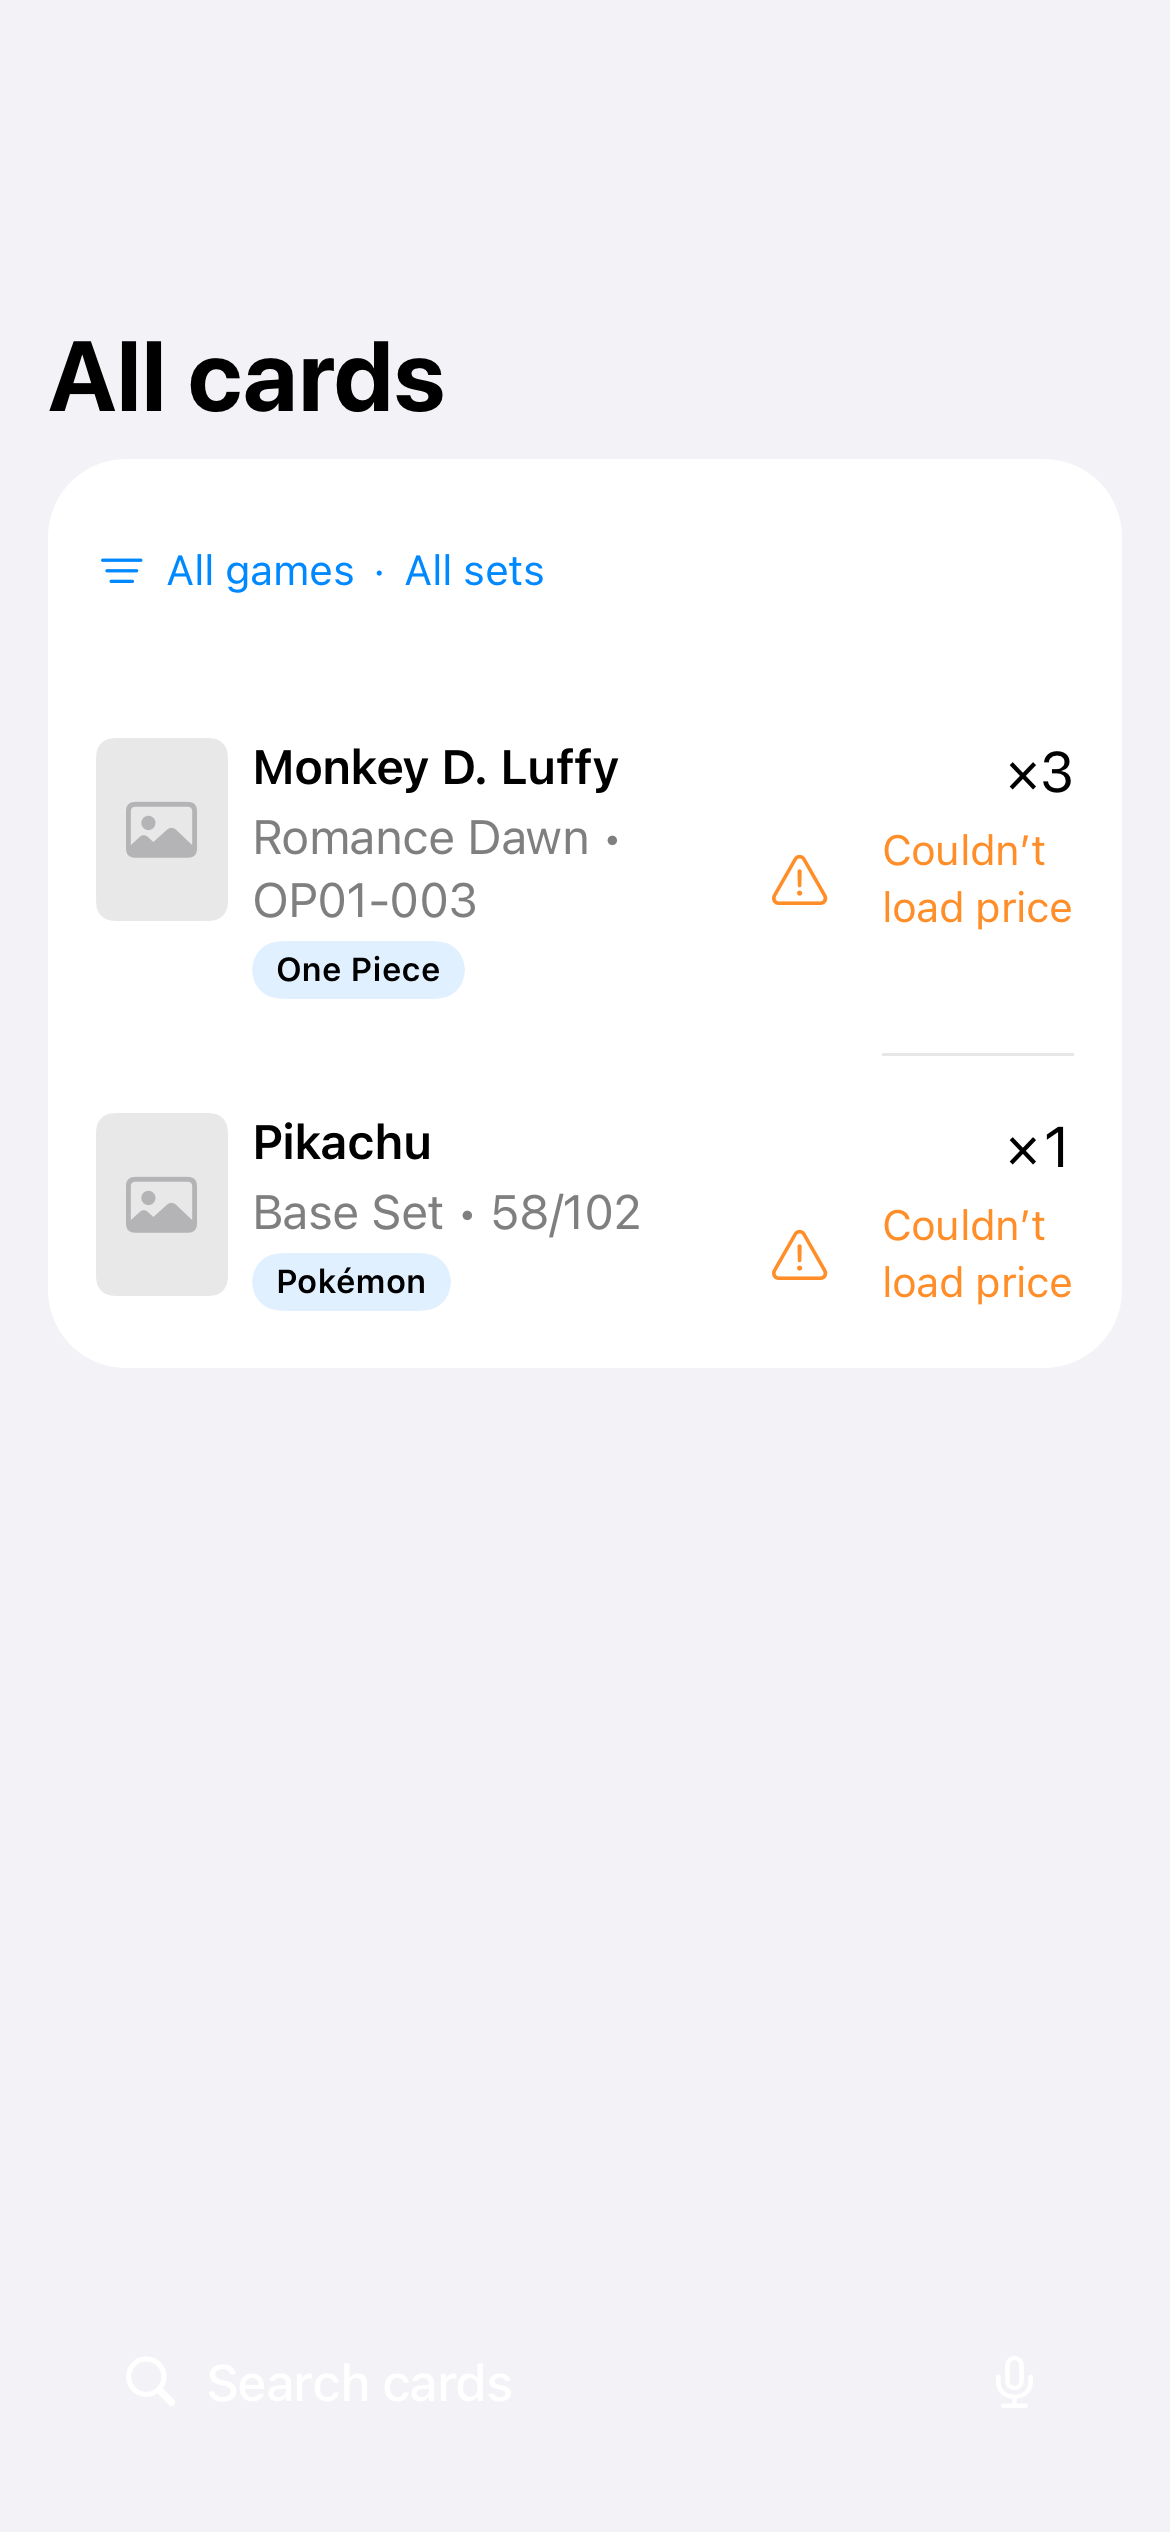 All cards
All games · All sets
Monkey D. Luffy
×3
Romance Dawn •
OP01-003
Couldn’t
load price
One Piece
Pikachu
×1
Base Set • 58/102
Couldn’t
load price
Pokémon
Search cards